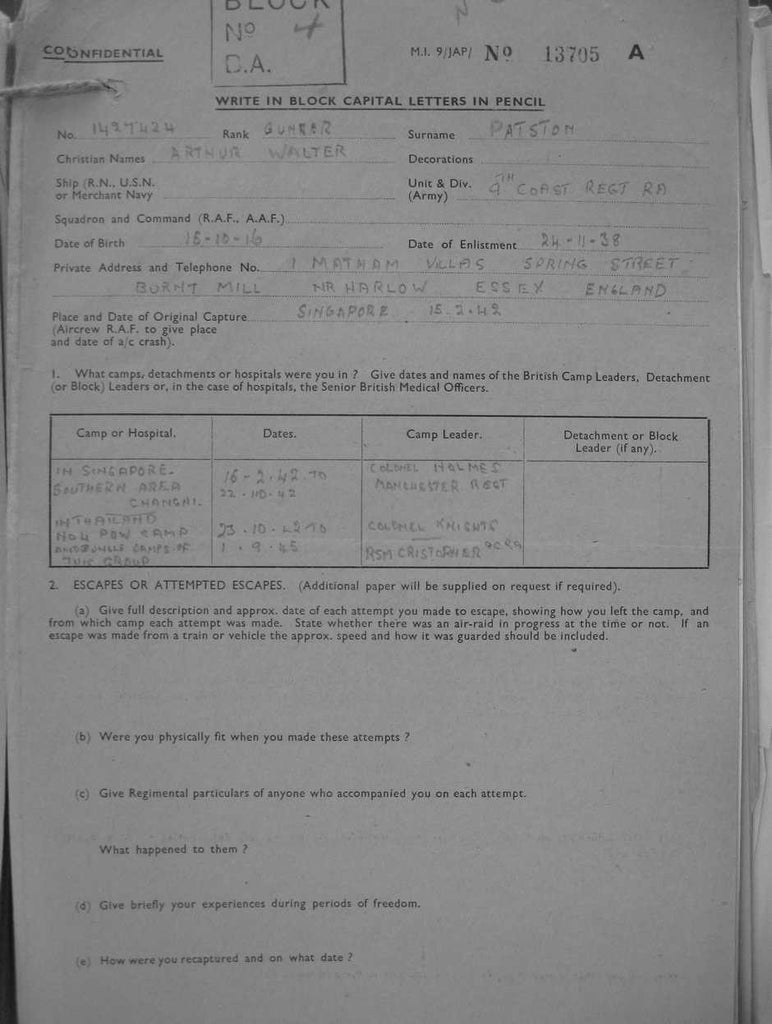 BLOCK
Nº 4
C.A.
CONFIDENTIAL
M.I. 9/JAP/ Nº 13705 A
WRITE IN BLOCK CAPITAL LETTERS IN PENCIL
No. 1427424 Rank GUNNER Surname PATSTON
Christian Names ARTHUR WALTER Decorations
Ship (R.N., U.S.N. or Merchant Navy Unit & Div. (Army) 9TH COAST REGT RA
Squadron and Command (R.A.F., A.A.F.)
Date of Birth 15-10-16 Date of Enlistment 24-11-38
Private Address and Telephone No. 1 MATHAM VILLAS SPRING STREET
BURNT MILL NR HARLOW ESSEX ENGLAND
Place and Date of Original Capture SINGAPORE 15.2.42
(Aircrew R.A.F. to give place
and date of a/c crash).
1. What camps, detachments or hospitals were you in ? Give dates and names of the British Camp Leaders, Detachment
(or Block) Leaders or, in the case of hospitals, the Senior British Medical Officers.
Camp or Hospital. Dates. Camp Leader. Detachment or Block
Leader (if any).
IN SINGAPORE. 16-2-42 TO COLONEL HOLMES
SOUTHERN AREA 22-10-42 MANCHESTER REGT
CHANGHI.
IN THAILAND 23.10.42 TO COLONEL KNIGHTS
NO 4 POW CAMP 1.9.45 RSM CRISTOPHER
CAMPS OF
THIS GROUP
2. ESCAPES OR ATTEMPTED ESCAPES. (Additional paper will be supplied on request if required).
(a) Give full description and approx. date of each attempt you made to escape, showing how you left the camp, and
from which camp each attempt was made. State whether there was an air-raid in progress at the time or not. If an
escape was made from a train or vehicle the approx. speed and how it was guarded should be included.
(b) Were you physically fit when you made these attempts ?
(c) Give Regimental particulars of anyone who accompanied you on each attempt.
What happened to them ?
(d) Give briefly your experiences during periods of freedom.
(e) How were you recaptured and on what date ?